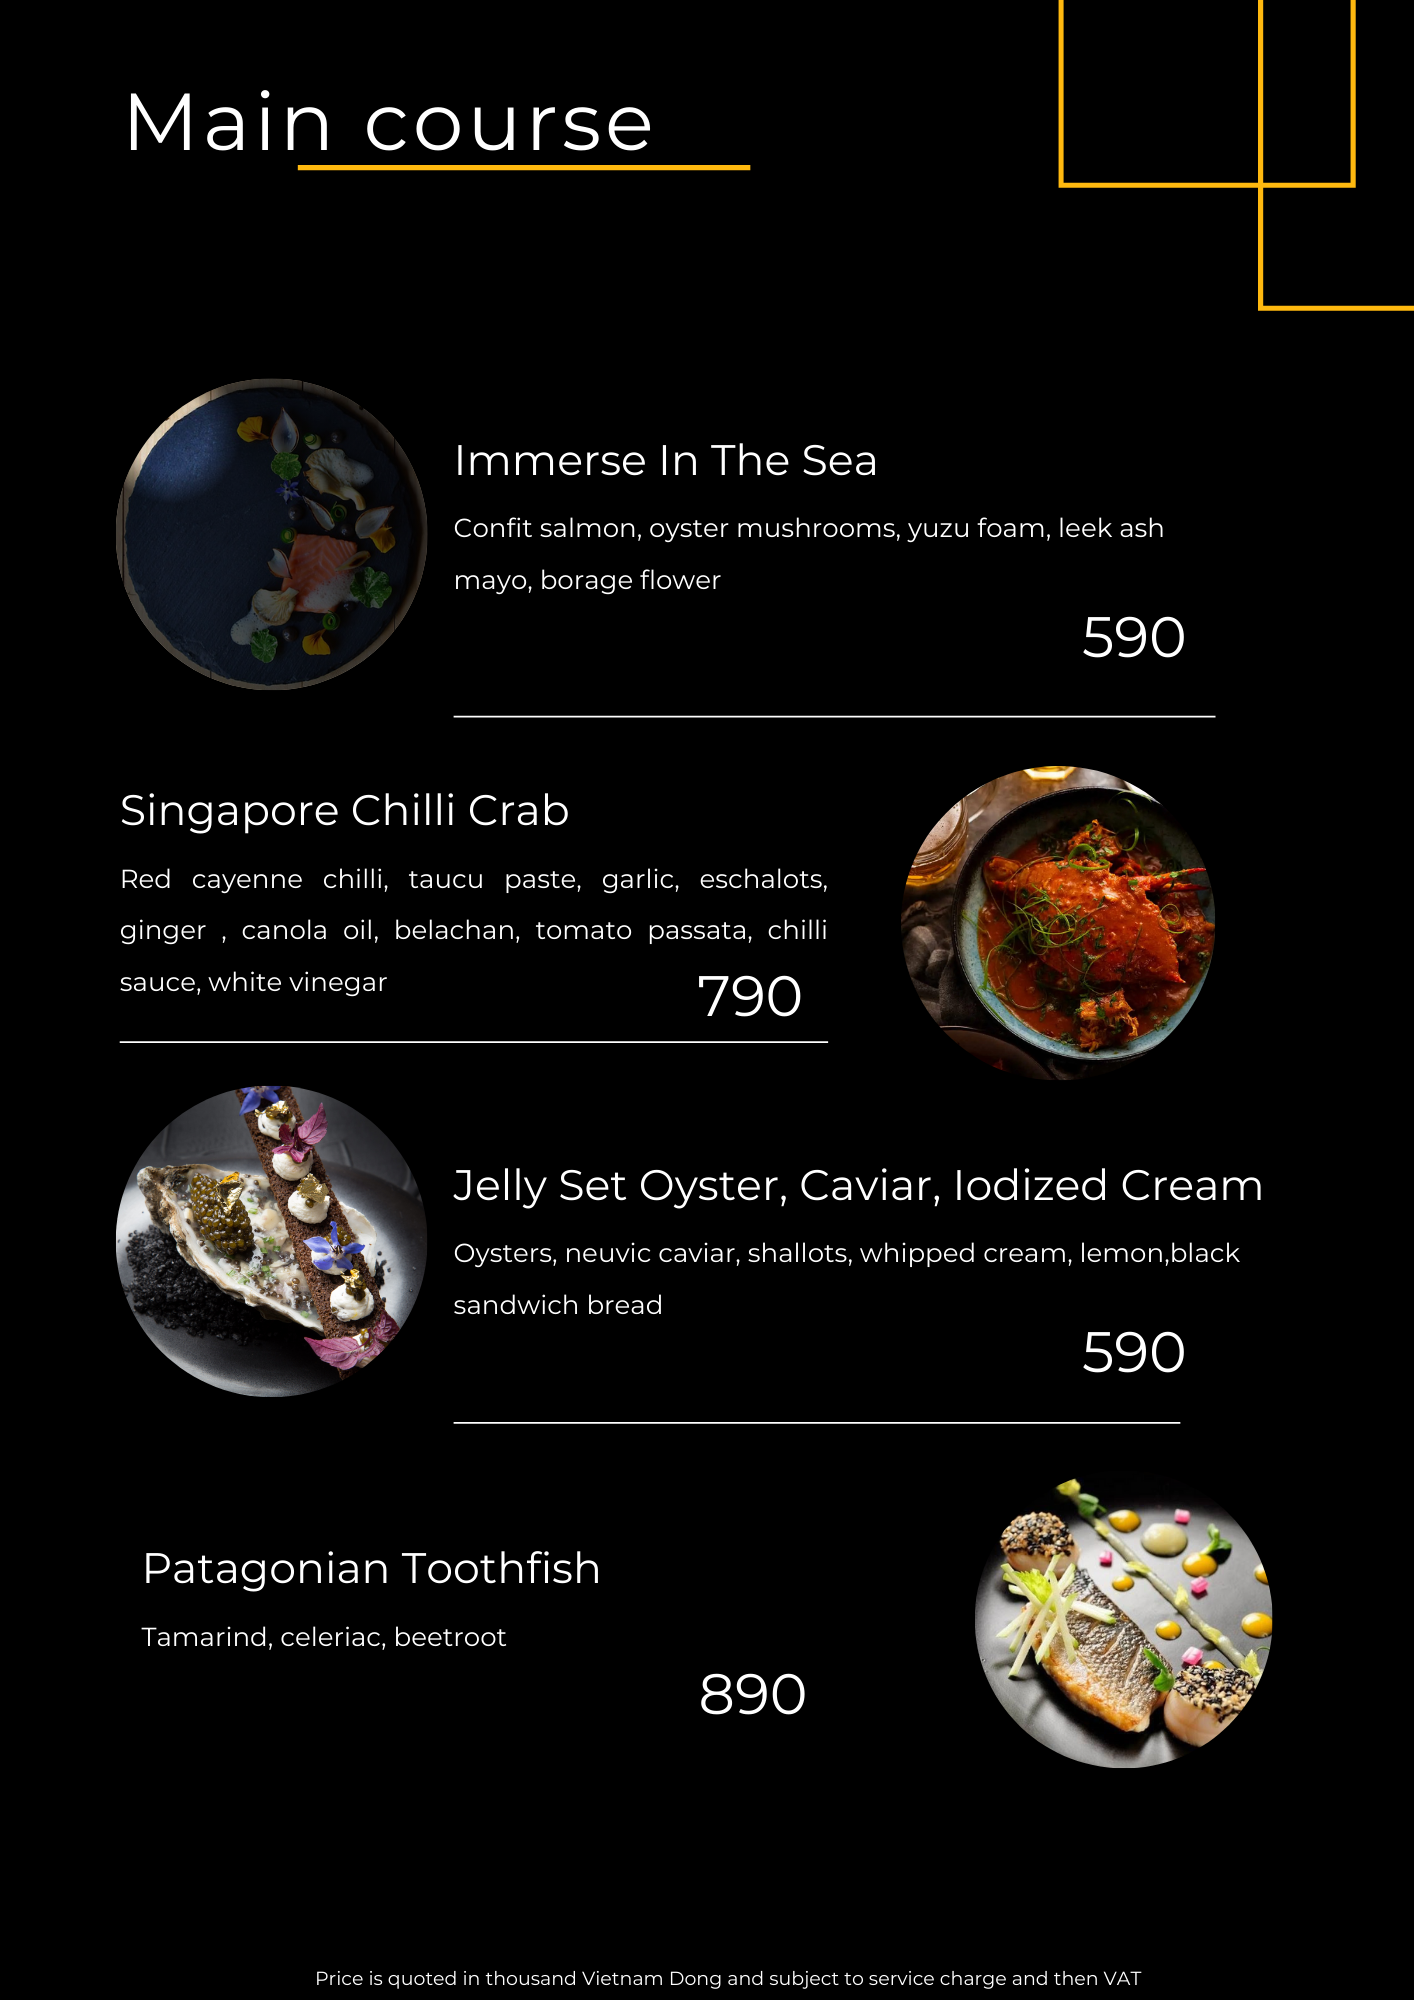 Main course
Immerse In The Sea
Confit salmon, oyster mushrooms, yuzu foam, leek ash
mayo, borage flower
590
Singapore Chilli Crab
Red cayenne chilli, taucu paste, garlic, eschalots,
ginger , canola oil, belachan, tomato passata, chilli
sauce, white vinegar
790
Jelly Set Oyster, Caviar, Iodized Cream
Oysters, neuvic caviar, shallots, whipped cream, lemon,black
sandwich bread
590
Patagonian Toothfish
Tamarind, celeriac, beetroot
890
Price is quoted in thousand Vietnam Dong and subject to service charge and then VAT